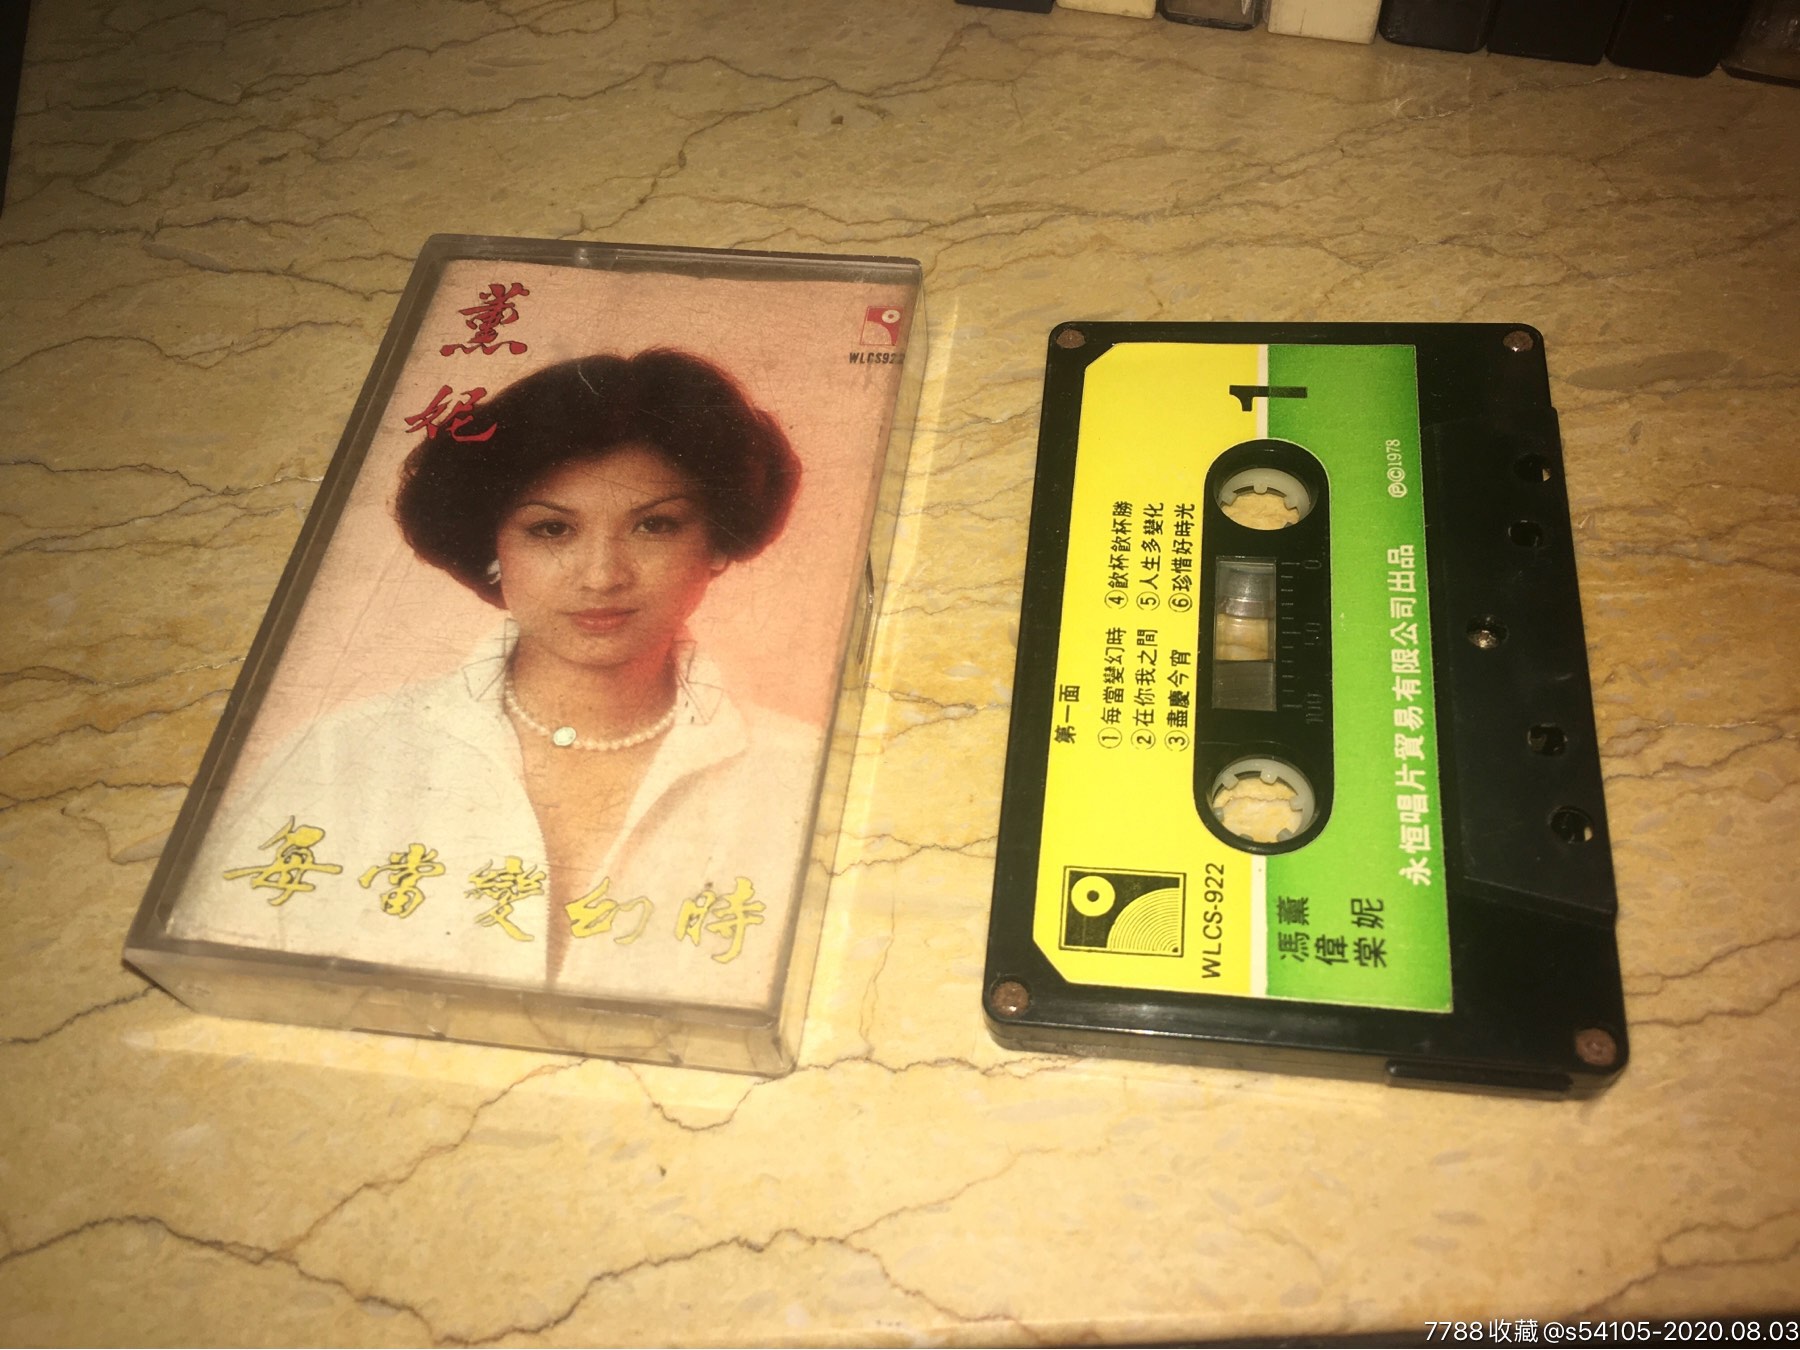 薰妮
WLCS922
每當變幻時
1
第一面
①每當變幻時
②在你我之間
③盡慶今宵
④飲杯飲杯勝
⑤人生多變化
⑥珍惜好時光
WLCS-922
薰妮
馮偉棠
Ⓟ©1978
永恒唱片貿易有限公司出品
0
50
100
7788收藏@s54105-2020.08.03